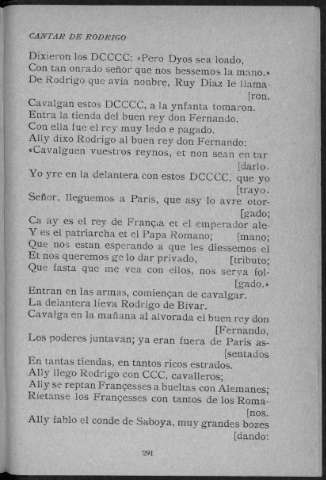 CANTAR DE RODRIGO
Dixieron los DCCCC: «Pero Dyos sea loado,
Con tan onrado señor que nos bessemos la mano.»
De Rodrigo que avia nonbre, Ruy Diaz le llama-
[ron.
Cavalgan estos DCCCC, a la ynfanta tomaron.
Entra la tienda del buen rey don Fernando.
Con ella fue el rey muy ledo e pagado.
Ally dixo Rodrigo al buen rey don Fernando:
«Cavalguen vuestros reynos, et non sean en tar
[darlo.
Yo yre en la delantera con estos DCCCC, que yo
[trayo.
Señor, lleguemos a Paris, que asy lo avre otor-
[gado;
Ca ay es el rey de França et el emperador ale-
Y es el patriarcha et el Papa Romano; [mano;
Que nos estan esperando a que les diessemos el
Et nos queremos ge lo dar privado. [tributo;
Que fasta que me vea con ellos, nos serya fol-
[gado.»
Entran en las armas, comiençan de cavalgar.
La delantera lieva Rodrigo de Bivar.
Cavalga en la mañana al alvorada el buen rey don
[Fernando,
Los poderes juntavan; ya eran fuera de Paris as-
[sentados
En tantas tiendas, en tantos ricos estrados.
Ally llego Rodrigo con CCC, cavalleros;
Ally se reptan Françesses a bueltas con Alemanes;
Rietanse los Françesses con tantos de los Roma-
[nos.
Ally fablo el conde de Saboya, muy grandes bozes
[dando:
291